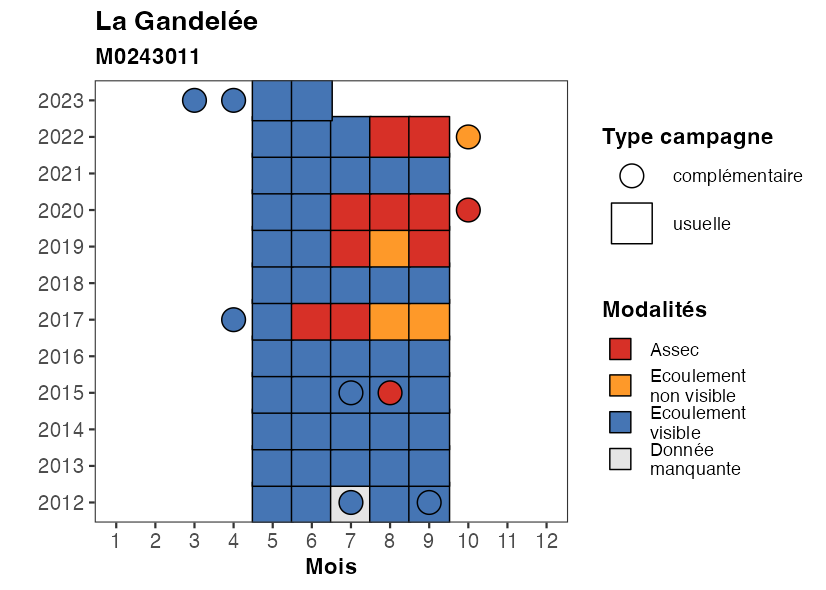 La Gandelée
M0243011
2023
2022
2021
2020
2019
2018
2017
2016
2015
2014
2013
2012
1 2 3 4 5 6 7 8 9 10 11 12
Mois
Type campagne
complémentaire
usuelle
Modalités
Assec
Ecoulement
non visible
Ecoulement
visible
Donnée
manquante